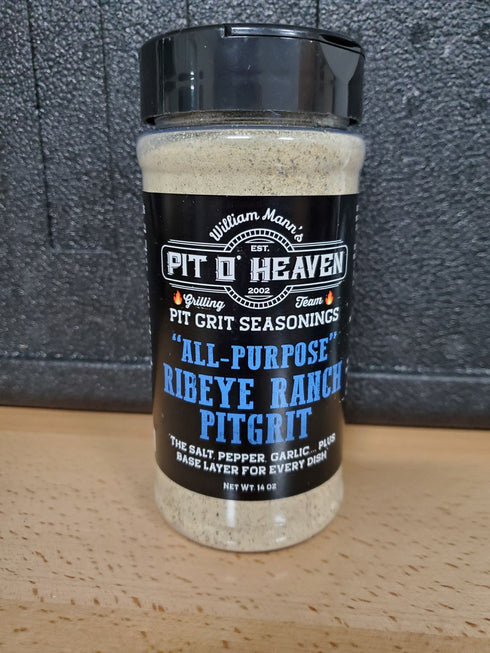 William Mann's
EST.
PIT O' HEAVEN
2002
Grilling Team
PIT GRIT SEASONINGS
"ALL-PURPOSE"
RIBEYE RANCH
PITGRIT
"THE SALT, PEPPER, GARLIC... PLUS
BASE LAYER FOR EVERY DISH"
NET WT. 14 OZ